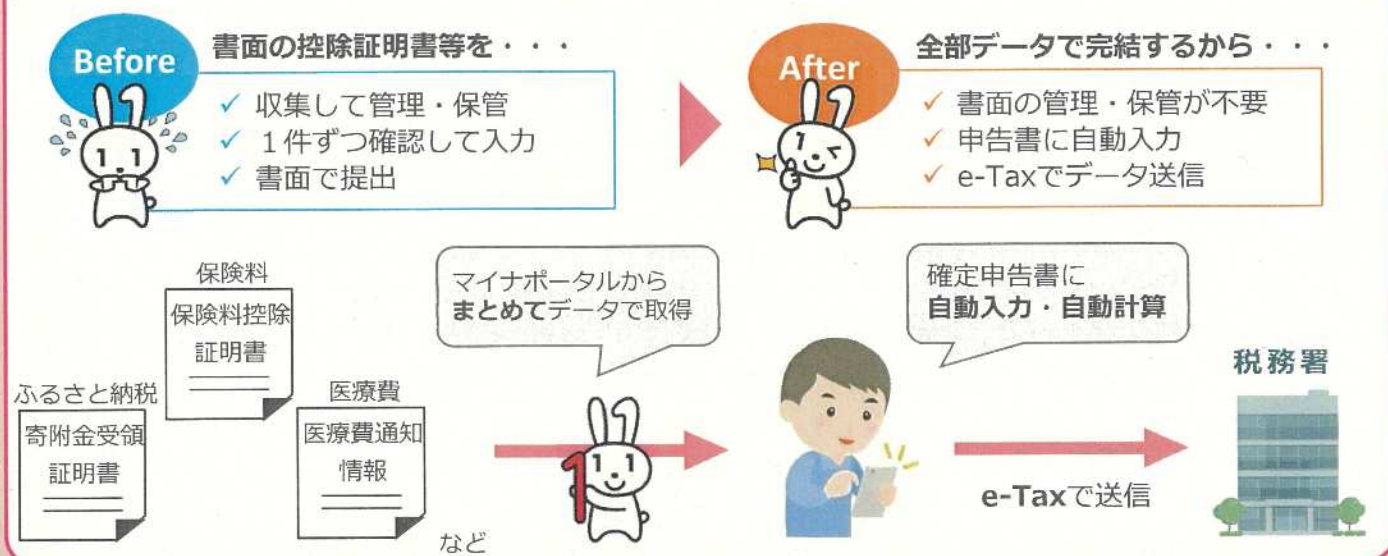 Before
書面の控除証明書等を・・・
✓ 収集して管理・保管
✓ １件ずつ確認して入力
✓ 書面で提出
After
全部データで完結するから・・・
✓ 書面の管理・保管が不要
✓ 申告書に自動入力
✓ e-Taxでデータ送信
保険料
保険料控除
証明書
ふるさと納税
寄附金受領
証明書
医療費
医療費通知
情報
など
マイナポータルから
まとめてデータで取得
1
確定申告書に
自動入力・自動計算
e-Taxで送信
税務署